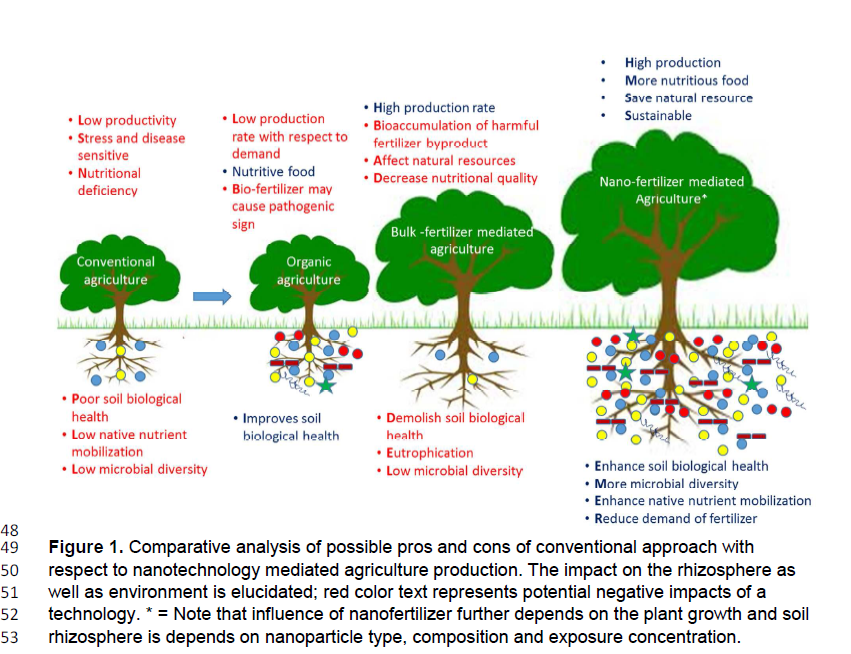 • Low productivity
• Stress and disease
sensitive
• Nutritional
deficiency
• Low production
rate with respect to
demand
• Nutritive food
• Bio-fertilizer may
cause pathogenic
sign
• High production rate
• Bioaccumulation of harmful
fertilizer byproduct
• Affect natural resources
• Decrease nutritional quality
• High production
• More nutritious food
• Save natural resource
• Sustainable
Conventional
agriculture
Organic
agriculture
Bulk -fertilizer mediated
agriculture
Nano-fertilizer mediated
Agriculture*
• Poor soil biological
health
• Low native nutrient
mobilization
• Low microbial diversity
• Improves soil
biological health
• Demolish soil biological
health
• Eutrophication
• Low microbial diversity
• Enhance soil biological health
• More microbial diversity
• Enhance native nutrient mobilization
• Reduce demand of fertilizer
48
49 Figure 1. Comparative analysis of possible pros and cons of conventional approach with
50 respect to nanotechnology mediated agriculture production. The impact on the rhizosphere as
51 well as environment is elucidated; red color text represents potential negative impacts of a
52 technology. * = Note that influence of nanofertilizer further depends on the plant growth and soil
53 rhizosphere is depends on nanoparticle type, composition and exposure concentration.